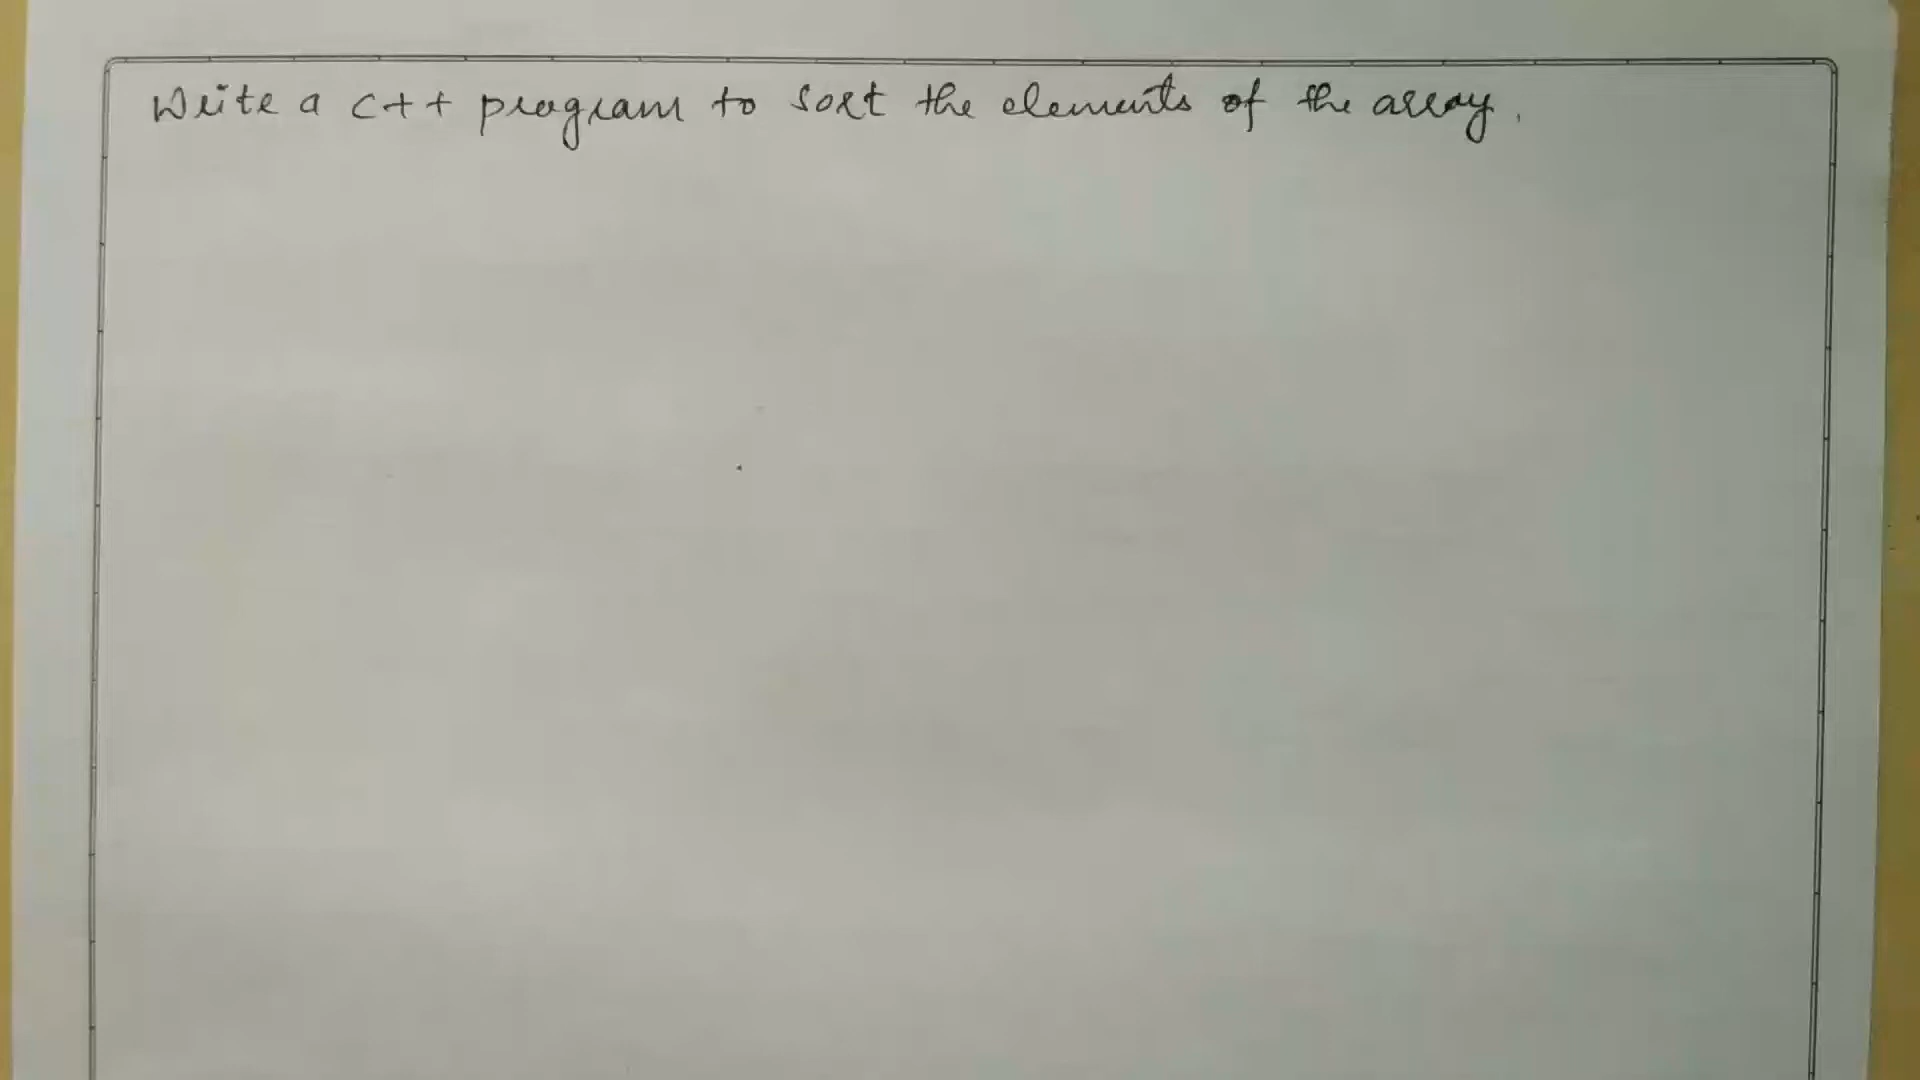 Write a c++ program to sort the elements of the array.